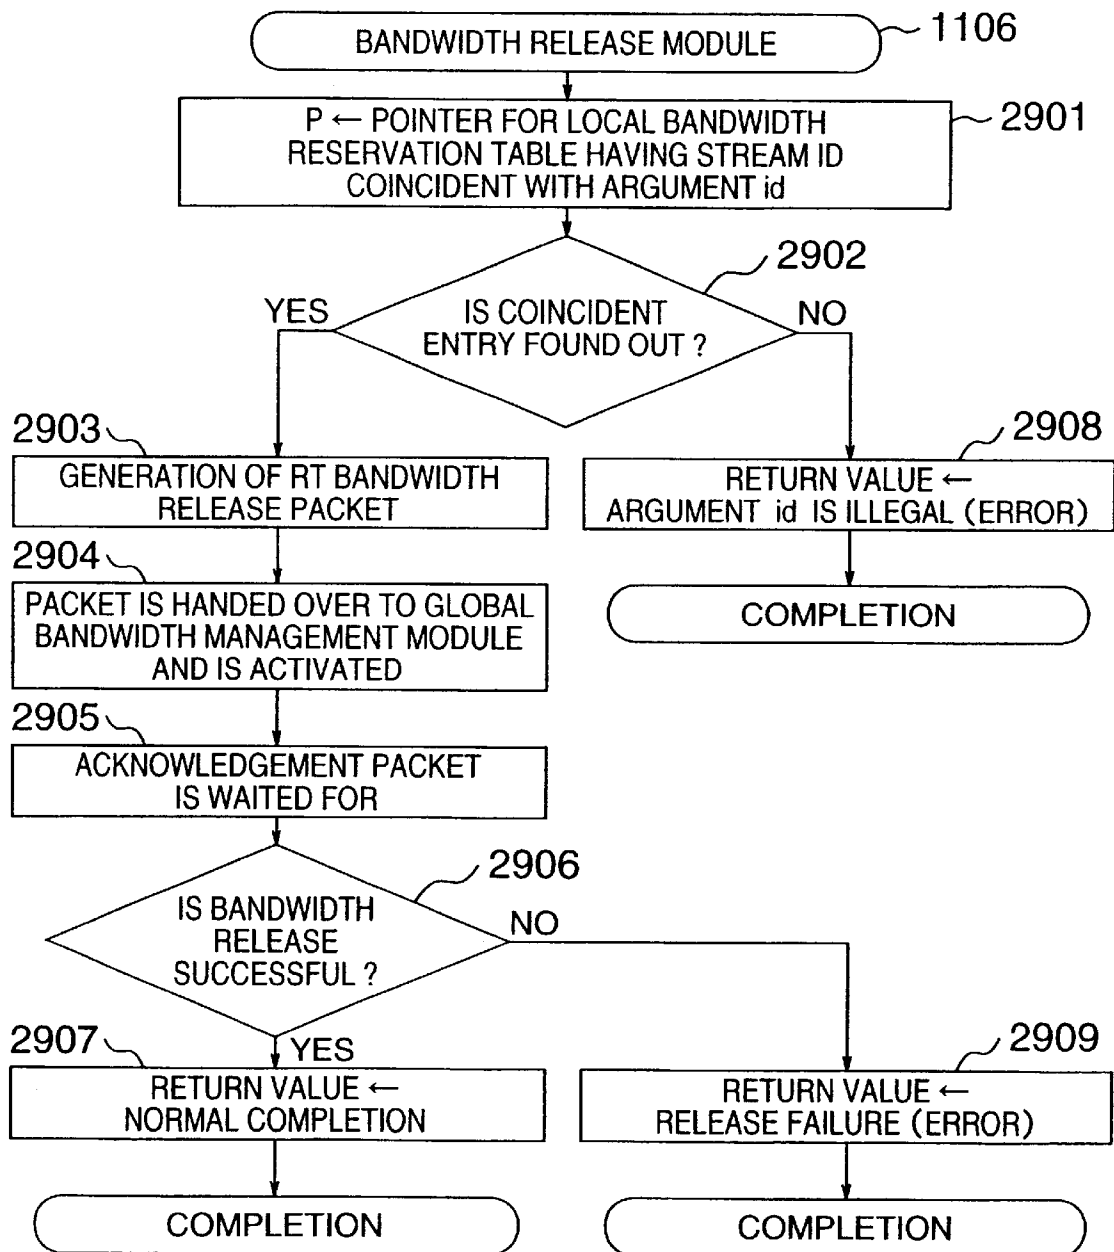 BANDWIDTH RELEASE MODULE
1106
P ← POINTER FOR LOCAL BANDWIDTH
RESERVATION TABLE HAVING STREAM ID
COINCIDENT WITH ARGUMENT id
2901
2902
IS COINCIDENT
ENTRY FOUND OUT ?
YES
NO
2903
GENERATION OF RT BANDWIDTH
RELEASE PACKET
2908
RETURN VALUE ←
ARGUMENT id IS ILLEGAL (ERROR)
2904
PACKET IS HANDED OVER TO GLOBAL
BANDWIDTH MANAGEMENT MODULE
AND IS ACTIVATED
COMPLETION
2905
ACKNOWLEDGEMENT PACKET
IS WAITED FOR
2906
IS BANDWIDTH
RELEASE
SUCCESSFUL ?
NO
YES
2907
RETURN VALUE ←
NORMAL COMPLETION
2909
RETURN VALUE ←
RELEASE FAILURE (ERROR)
COMPLETION
COMPLETION